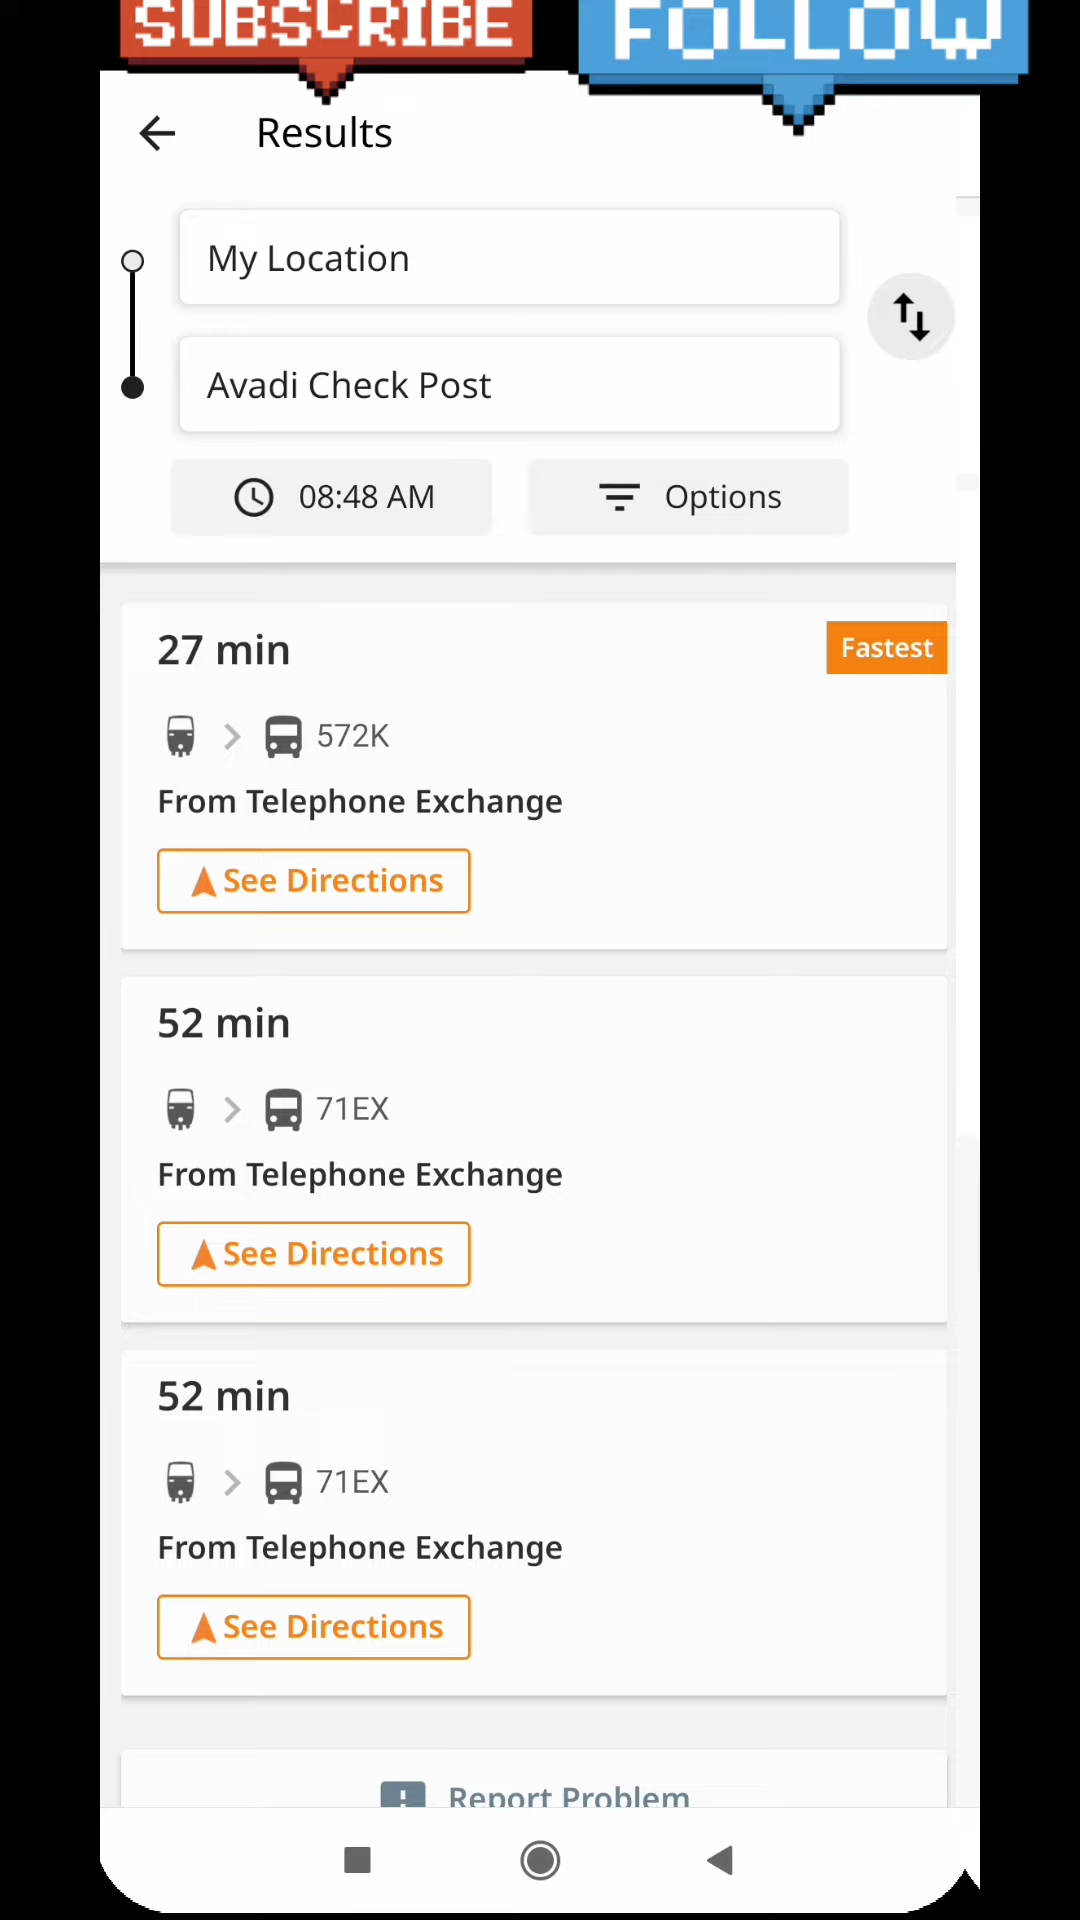 SUBSCRIBE
FOLLOW
Results
My Location
Avadi Check Post
08:48 AM
Options
27 min
Fastest
572K
From Telephone Exchange
See Directions
52 min
71EX
From Telephone Exchange
See Directions
52 min
71EX
From Telephone Exchange
See Directions
Report Problem